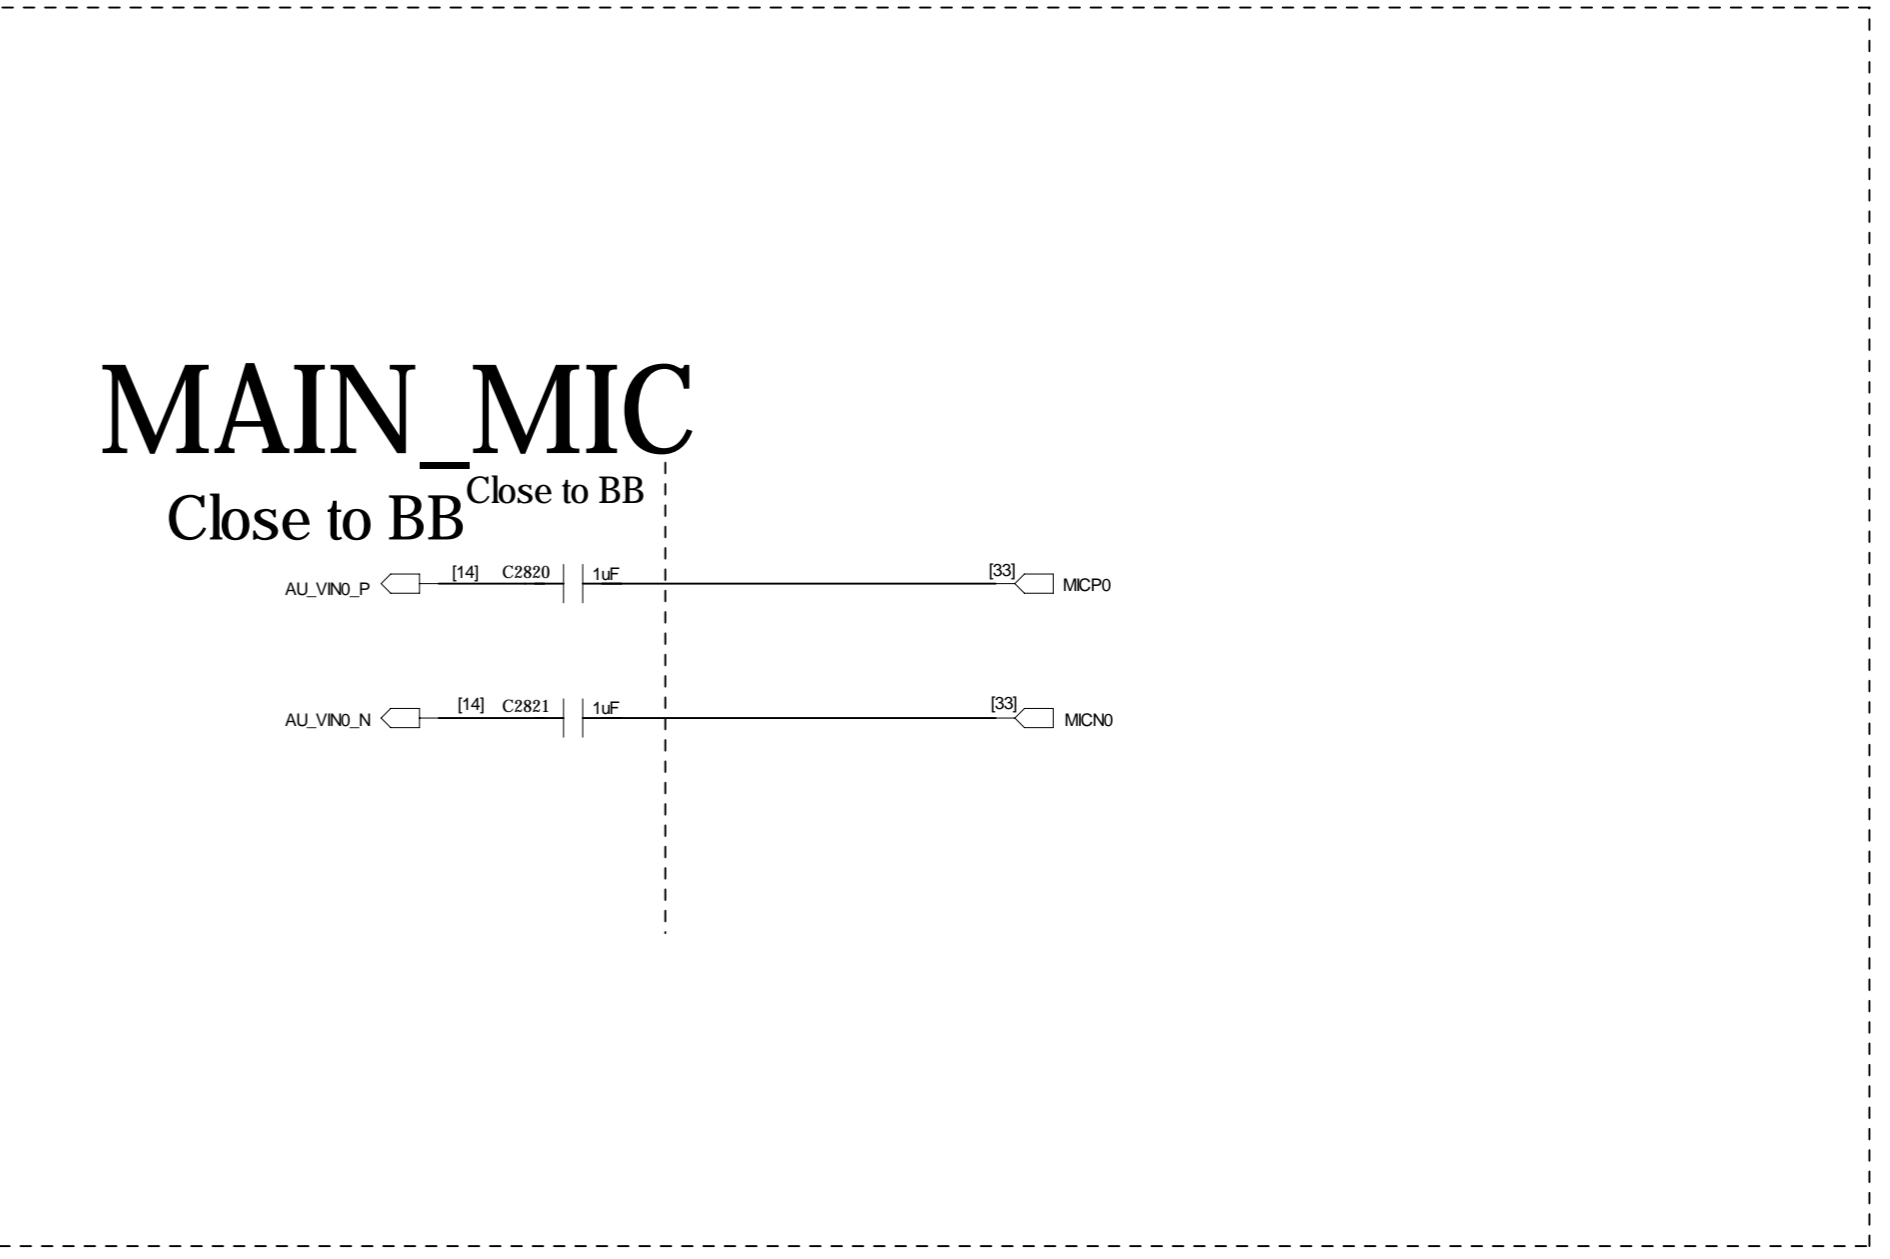 MAIN_MIC
Close to BB
Close to BB
AU_VIN0_P [14] C2820 1uF [33] MICP0
AU_VIN0_N [14] C2821 1uF [33] MICN0